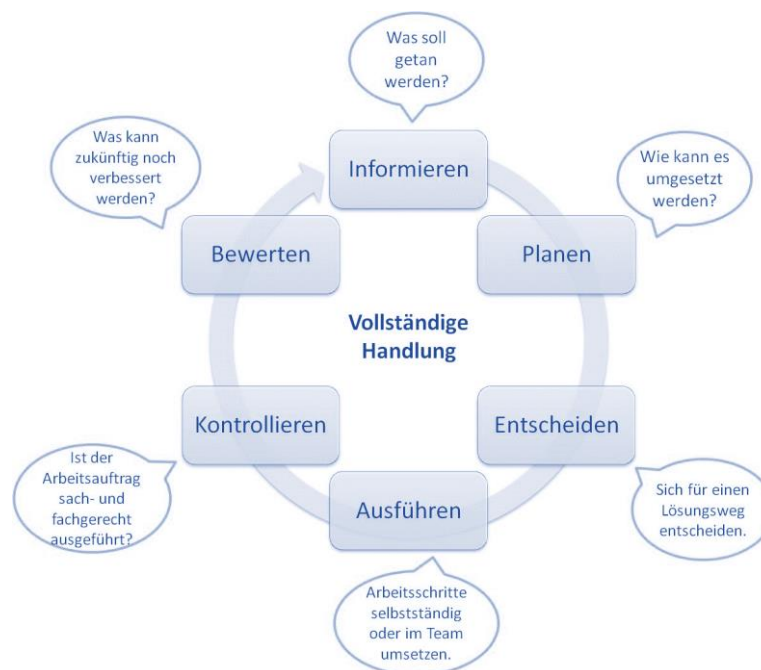 Was soll
getan
werden?
Informieren
Wie kann es
umgesetzt
werden?
Planen
Entscheiden
Sich für einen
Lösungsweg
entscheiden.
Ausführen
Arbeitsschritte
selbstständig
oder im Team
umsetzen.
Kontrollieren
Ist der
Arbeitsauftrag
sach- und
fachgerecht
ausgeführt?
Bewerten
Was kann
zukünftig noch
verbessert
werden?
Vollständige
Handlung